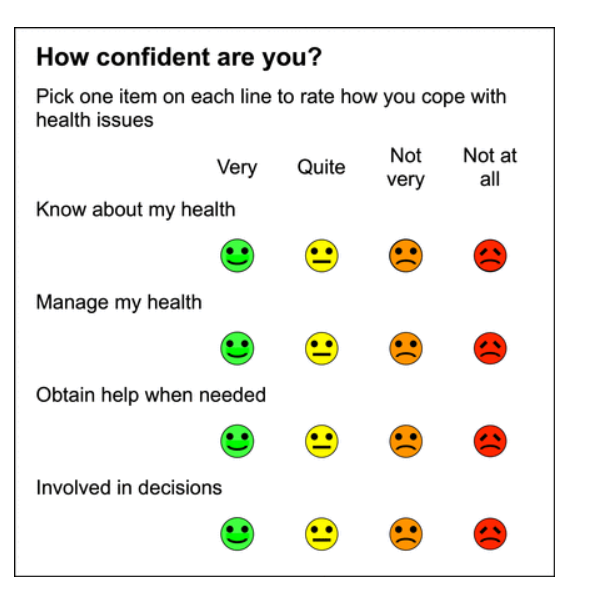 How confident are you?
Pick one item on each line to rate how you cope with
health issues
Very Quite Not very Not at all
Know about my health
Manage my health
Obtain help when needed
Involved in decisions